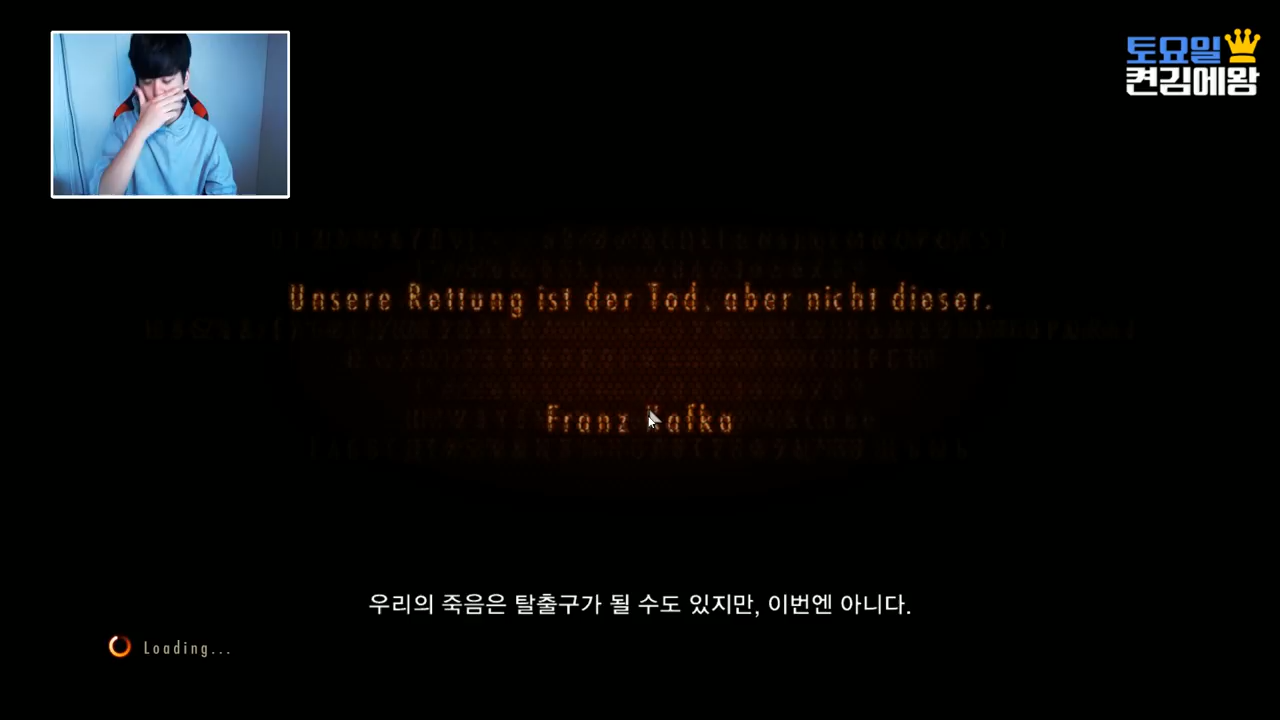 토요일
켠김에왕
Unsere Rettung ist der Tod, aber nicht dieser.
Franz Kafka
우리의 죽음은 탈출구가 될 수도 있지만, 이번엔 아니다.
Loading...